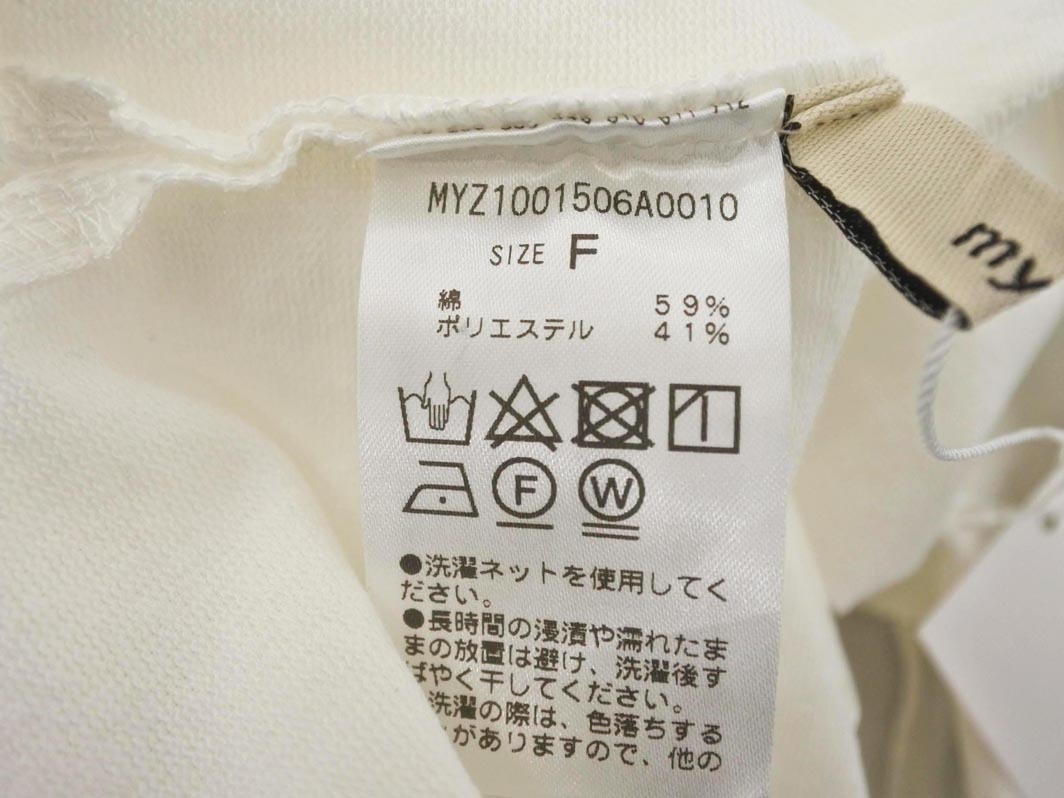 MYZ1001506A0010
SIZE F
綿 59%
ポリエステル 41%
F W
●洗濯ネットを使用してく
ださい。
●長時間の浸漬や濡れたま
まの放置は避け、洗濯後す
ばやく干してください。
洗濯の際は、色落ちする
がありますので、他の
my